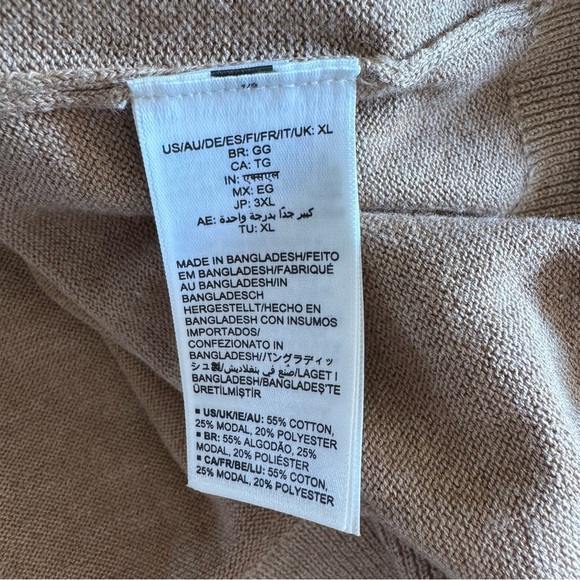 US/AU/DE/ES/FI/FR/IT/UK: XL
BR: GG
CA: TG
IN: एक्सएल
MX: EG
JP: 3XL
AE: كبير جدًا بدرجة واحدة
TU: XL
MADE IN BANGLADESH/FEITO
EM BANGLADESH/FABRIQUÉ
AU BANGLADESH/IN
BANGLADESCH
HERGESTELLT/HECHO EN
BANGLADESH CON INSUMOS
IMPORTADOS/
CONFEZIONATO IN
BANGLADESH//バングラディッ
シュ製/صنع في بنغلاديش/LAGET I
BANGLADESH/BANGLADEŞ'TE
ÜRETİLMİŞTİR
■ US/UK/IE/AU: 55% COTTON,
25% MODAL, 20% POLYESTER
■ BR: 55% ALGODÃO, 25%
MODAL, 20% POLIÉSTER
■ CA/FR/BE/LU: 55% COTON,
25% MODAL, 20% POLYESTER